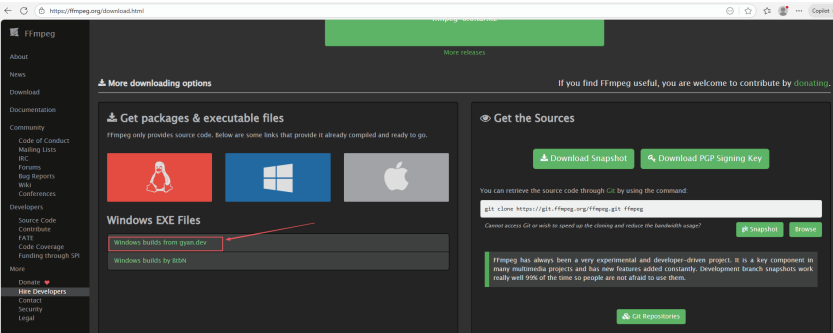 https://ffmpeg.org/download.html
Copilot
FFmpeg
About
News
Download
Documentation
Community
Code of Conduct
Mailing Lists
IRC
Forums
Bug Reports
Wiki
Conferences
Developers
Source Code
Contribute
FATE
Code Coverage
Funding through SPI
More
Donate
Hire Developers
Contact
Security
Legal
More releases
More downloading options
If you find FFmpeg useful, you are welcome to contribute by donating.
Get packages & executable files
FFmpeg only provides source code. Below are some links that provide it already compiled and ready to go.
Windows EXE Files
Windows builds from gyan.dev
Windows builds by BtbN
Get the Sources
Download Snapshot
Download PGP Signing Key
You can retrieve the source code through Git by using the command:
git clone https://git.ffmpeg.org/ffmpeg.git ffmpeg
Cannot access Git or wish to speed up the cloning and reduce the bandwidth usage?
Snapshot
Browse
FFmpeg has always been a very experimental and developer-driven project. It is a key component in
many multimedia projects and has new features added constantly. Development branch snapshots work
really well 99% of the time so people are not afraid to use them.
Git Repositories